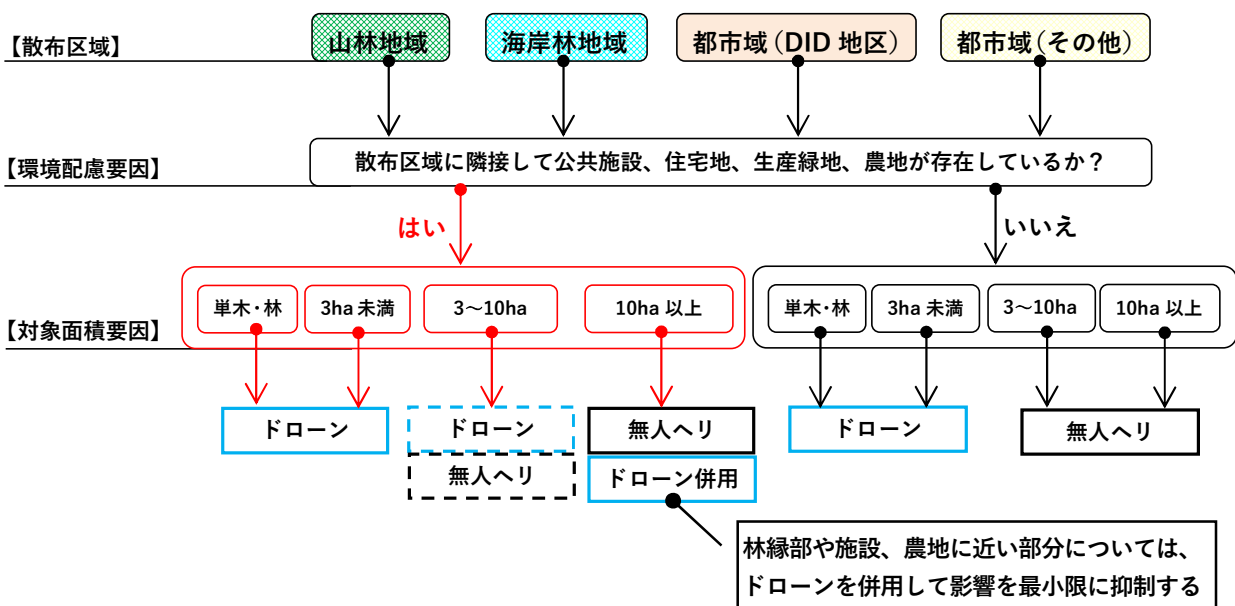 【散布区域】
山林地域
海岸林地域
都市域(DID 地区)
都市域(その他)
【環境配慮要因】
散布区域に隣接して公共施設、住宅地、生産緑地、農地が存在しているか？
はい
いいえ
【対象面積要因】
単木・林
3ha 未満
3～10ha
10ha 以上
単木・林
3ha 未満
3～10ha
10ha 以上
ドローン
ドローン
無人ヘリ
無人ヘリ
ドローン併用
ドローン
無人ヘリ
林縁部や施設、農地に近い部分については、
ドローンを併用して影響を最小限に抑制する